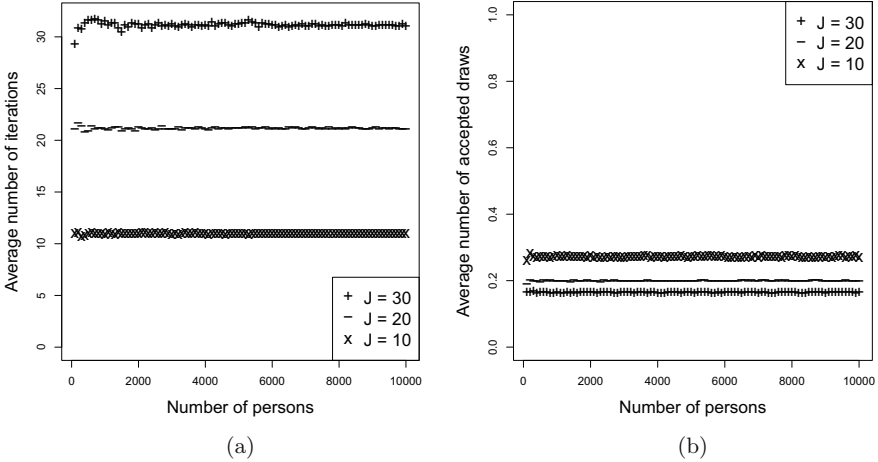 Average number of iterations
30
25
20
15
10
5
0
+ J = 30
− J = 20
× J = 10
0 2000 4000 6000 8000 10000
Number of persons
(a)
Average number of accepted draws
1.0
0.8
0.6
0.4
0.2
0.0
+ J = 30
− J = 20
× J = 10
0 2000 4000 6000 8000 10000
Number of persons
(b)